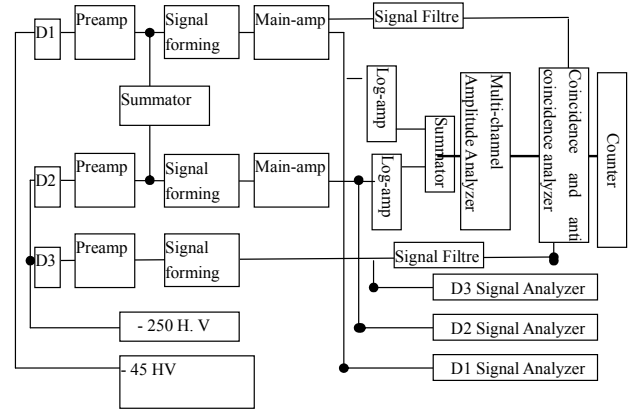 D1
Preamp
Signal
forming
Main-amp
Signal Filtre
Summator
Log-amp
Log-amp
Summator
Multi-channel
Amplitude Analyzer
Coincidence and anti
coincidence analyzer
Counter
D2
Preamp
Signal
forming
Main-amp
D3
Preamp
Signal
forming
Signal Filtre
D3 Signal Analyzer
- 250 H. V
D2 Signal Analyzer
- 45 HV
D1 Signal Analyzer